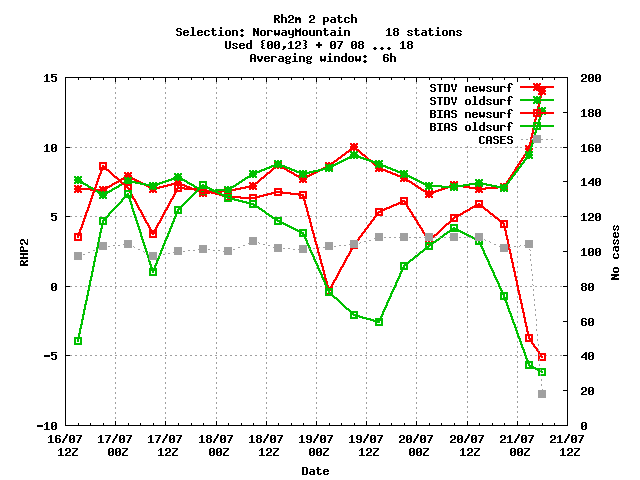 Rh2m 2 patch
Selection: NorwayMountain 18 stations
Used {00,12} + 07 08 ... 18
Averaging window: 6h
STDV newsurf
STDV oldsurf
BIAS newsurf
BIAS oldsurf
CASES
15
10
5
0
-5
-10
RHP2
200
180
160
140
120
100
80
60
40
20
0
No cases
16/07 17/07 17/07 18/07 18/07 19/07 19/07 20/07 20/07 21/07 21/07
12Z 00Z 12Z 00Z 12Z 00Z 12Z 00Z 12Z 00Z 12Z
Date